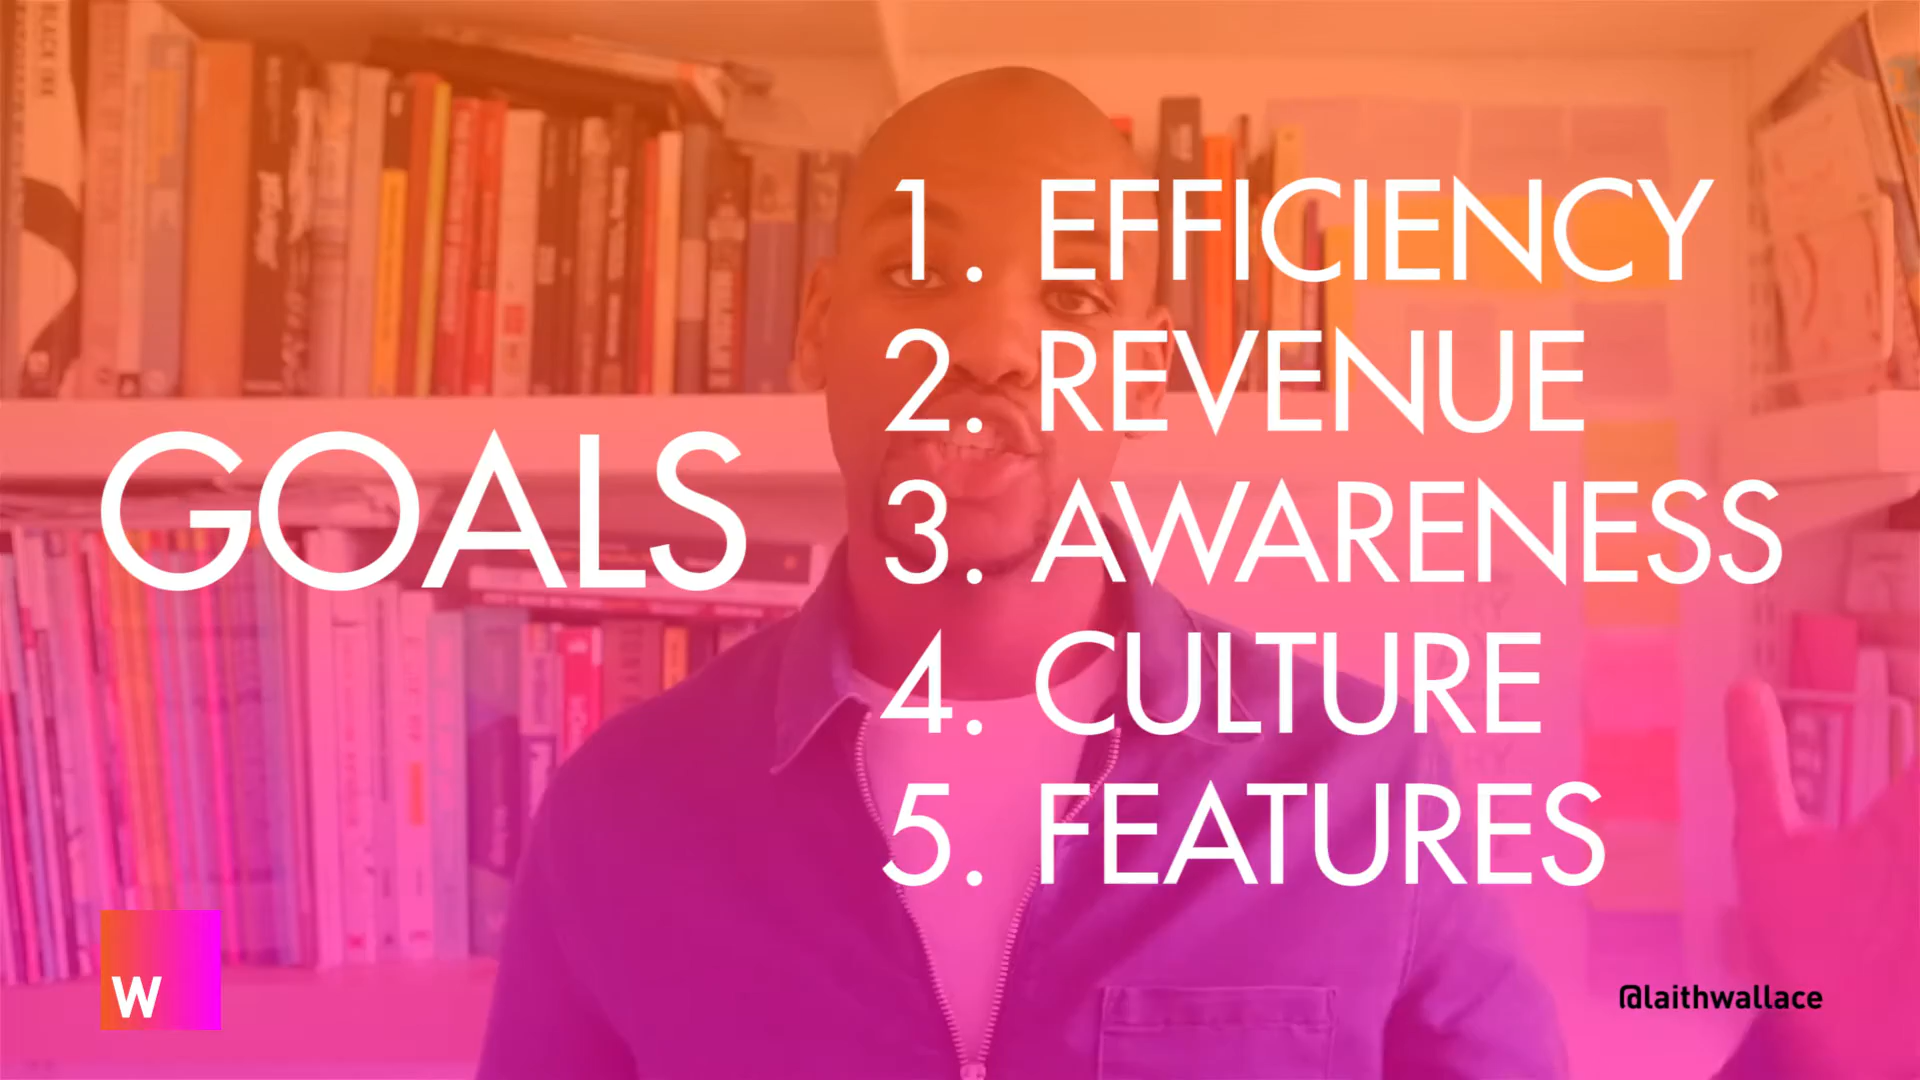 GOALS
1. EFFICIENCY
2. REVENUE
3. AWARENESS
4. CULTURE
5. FEATURES
W
@laithwallace